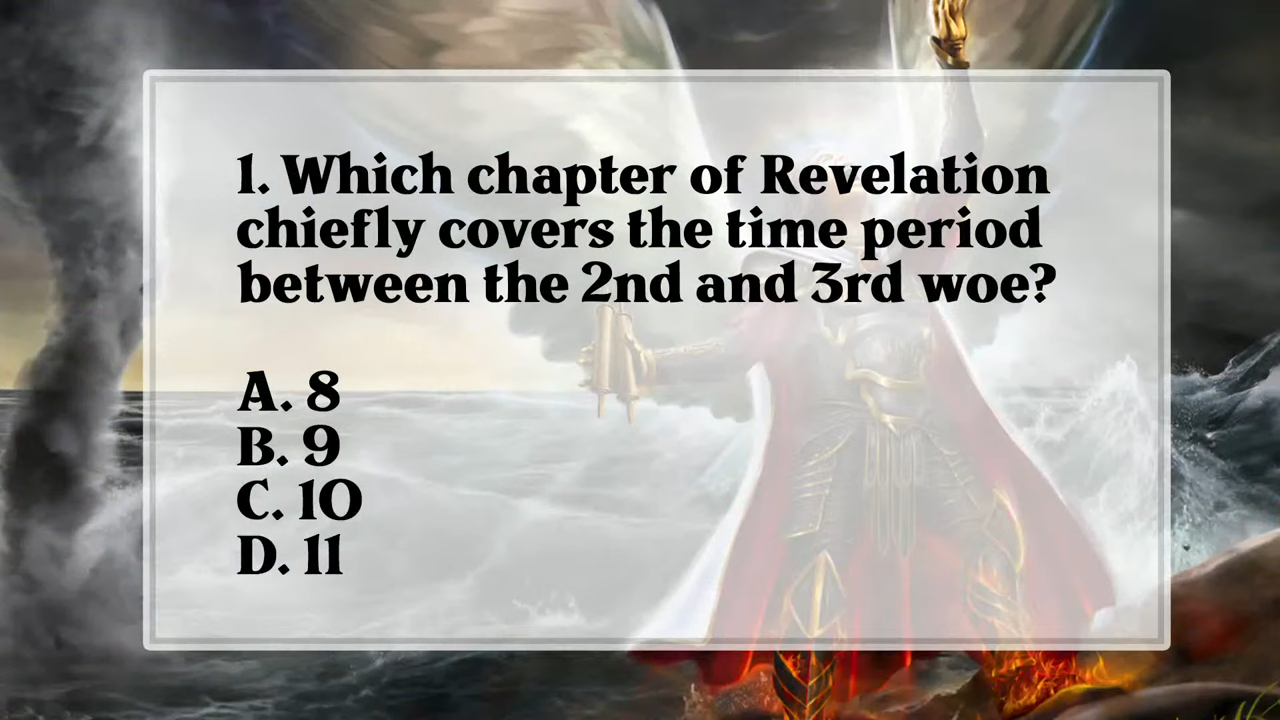 1. Which chapter of Revelation
chiefly covers the time period
between the 2nd and 3rd woe?
A. 8
B. 9
C. 10
D. 11